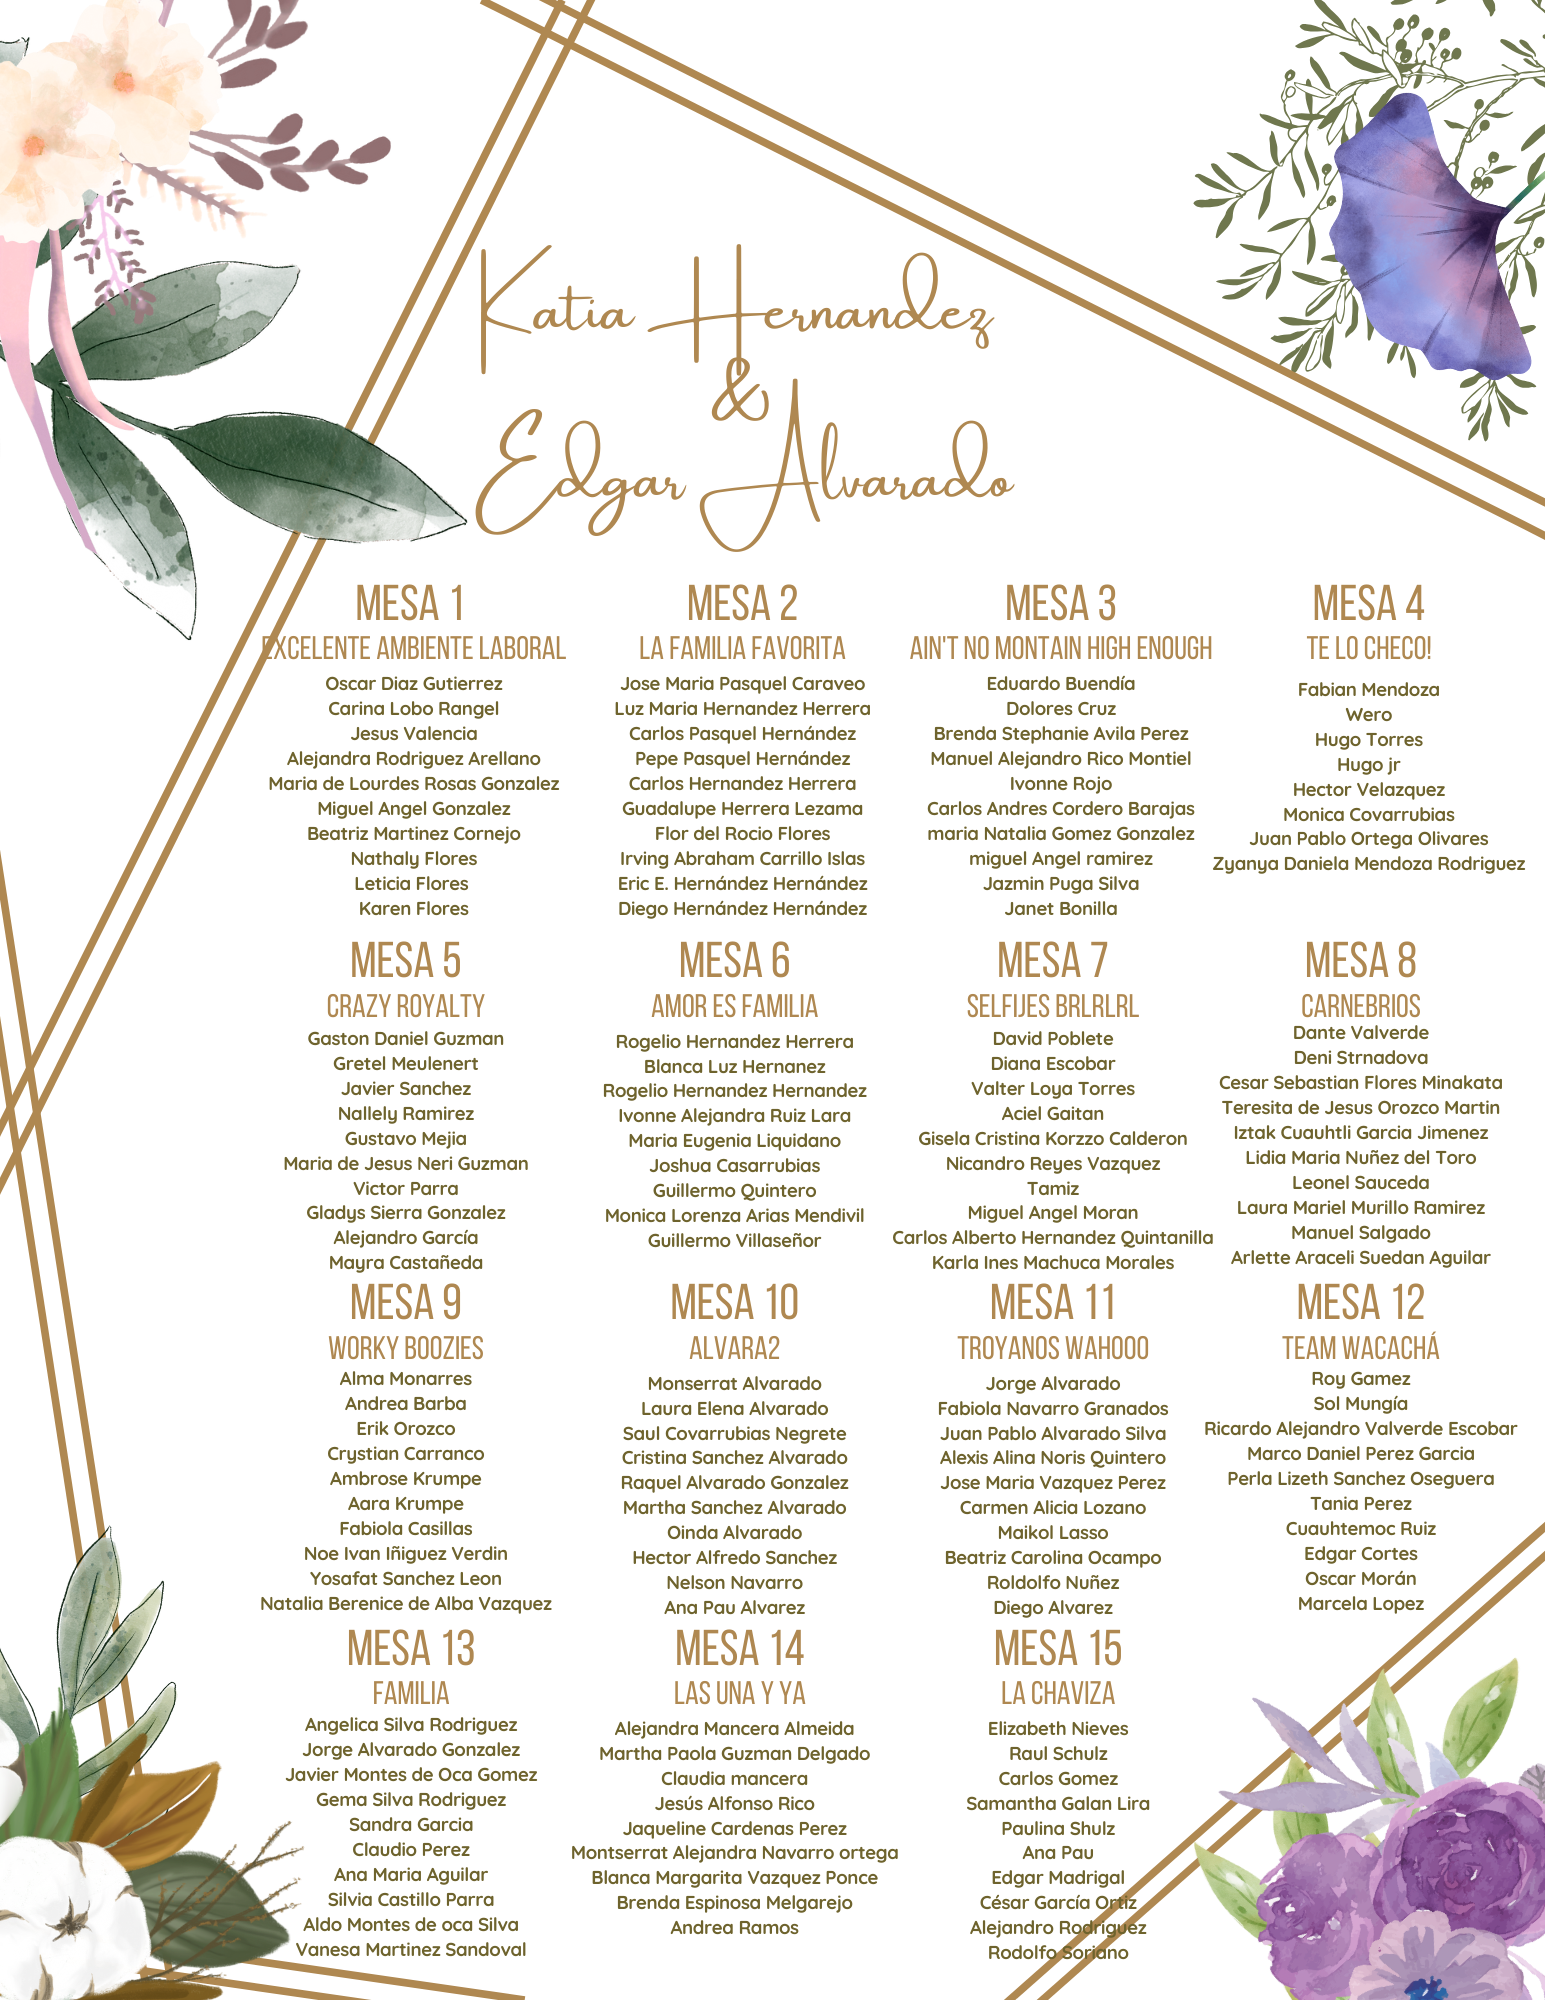 Katia Hernandez
&
Edgar Alvarado
MESA 1
EXCELENTE AMBIENTE LABORAL
Oscar Diaz Gutierrez
Carina Lobo Rangel
Jesus Valencia
Alejandra Rodriguez Arellano
Maria de Lourdes Rosas Gonzalez
Miguel Angel Gonzalez
Beatriz Martinez Cornejo
Nathaly Flores
Leticia Flores
Karen Flores
MESA 2
LA FAMILIA FAVORITA
Jose Maria Pasquel Caraveo
Luz Maria Hernandez Herrera
Carlos Pasquel Hernández
Pepe Pasquel Hernández
Carlos Hernandez Herrera
Guadalupe Herrera Lezama
Flor del Rocio Flores
Irving Abraham Carrillo Islas
Eric E. Hernández Hernández
Diego Hernández Hernández
MESA 3
AIN'T NO MONTAIN HIGH ENOUGH
Eduardo Buendía
Dolores Cruz
Brenda Stephanie Avila Perez
Manuel Alejandro Rico Montiel
Ivonne Rojo
Carlos Andres Cordero Barajas
maria Natalia Gomez Gonzalez
miguel Angel ramirez
Jazmin Puga Silva
Janet Bonilla
MESA 4
TE LO CHECO!
Fabian Mendoza
Wero
Hugo Torres
Hugo jr
Hector Velazquez
Monica Covarrubias
Juan Pablo Ortega Olivares
Zyanya Daniela Mendoza Rodriguez
MESA 5
CRAZY ROYALTY
Gaston Daniel Guzman
Gretel Meulenert
Javier Sanchez
Nallely Ramirez
Gustavo Mejia
Maria de Jesus Neri Guzman
Victor Parra
Gladys Sierra Gonzalez
Alejandro García
Mayra Castañeda
MESA 6
AMOR ES FAMILIA
Rogelio Hernandez Herrera
Blanca Luz Hernanez
Rogelio Hernandez Hernandez
Ivonne Alejandra Ruiz Lara
Maria Eugenia Liquidano
Joshua Casarrubias
Guillermo Quintero
Monica Lorenza Arias Mendivil
Guillermo Villaseñor
MESA 7
SELFIJES BRLRLRL
David Poblete
Diana Escobar
Valter Loya Torres
Aciel Gaitan
Gisela Cristina Korzzo Calderon
Nicandro Reyes Vazquez
Tamiz
Miguel Angel Moran
Carlos Alberto Hernandez Quintanilla
Karla Ines Machuca Morales
MESA 8
CARNEBRIOS
Dante Valverde
Deni Strnadova
Cesar Sebastian Flores Minakata
Teresita de Jesus Orozco Martin
Iztak Cuauhtli Garcia Jimenez
Lidia Maria Nuñez del Toro
Leonel Sauceda
Laura Mariel Murillo Ramirez
Manuel Salgado
Arlette Araceli Suedan Aguilar
MESA 9
WORKY BOOZIES
Alma Monarres
Andrea Barba
Erik Orozco
Crystian Carranco
Ambrose Krumpe
Aara Krumpe
Fabiola Casillas
Noe Ivan Iñiguez Verdin
Yosafat Sanchez Leon
Natalia Berenice de Alba Vazquez
MESA 10
ALVARA2
Monserrat Alvarado
Laura Elena Alvarado
Saul Covarrubias Negrete
Cristina Sanchez Alvarado
Raquel Alvarado Gonzalez
Martha Sanchez Alvarado
Oinda Alvarado
Hector Alfredo Sanchez
Nelson Navarro
Ana Pau Alvarez
MESA 11
TROYANOS WAHOOO
Jorge Alvarado
Fabiola Navarro Granados
Juan Pablo Alvarado Silva
Alexis Alina Noris Quintero
Jose Maria Vazquez Perez
Carmen Alicia Lozano
Maikol Lasso
Beatriz Carolina Ocampo
Roldolfo Nuñez
Diego Alvarez
MESA 12
TEAM WACACHÁ
Roy Gamez
Sol Mungía
Ricardo Alejandro Valverde Escobar
Marco Daniel Perez Garcia
Perla Lizeth Sanchez Oseguera
Tania Perez
Cuauhtemoc Ruiz
Edgar Cortes
Oscar Morán
Marcela Lopez
MESA 13
FAMILIA
Angelica Silva Rodriguez
Jorge Alvarado Gonzalez
Javier Montes de Oca Gomez
Gema Silva Rodriguez
Sandra Garcia
Claudio Perez
Ana Maria Aguilar
Silvia Castillo Parra
Aldo Montes de oca Silva
Vanesa Martinez Sandoval
MESA 14
LAS UNA Y YA
Alejandra Mancera Almeida
Martha Paola Guzman Delgado
Claudia mancera
Jesús Alfonso Rico
Jaqueline Cardenas Perez
Montserrat Alejandra Navarro ortega
Blanca Margarita Vazquez Ponce
Brenda Espinosa Melgarejo
Andrea Ramos
MESA 15
LA CHAVIZA
Elizabeth Nieves
Raul Schulz
Carlos Gomez
Samantha Galan Lira
Paulina Shulz
Ana Pau
Edgar Madrigal
César García Ortiz
Alejandro Rodriguez
Rodolfo Soriano